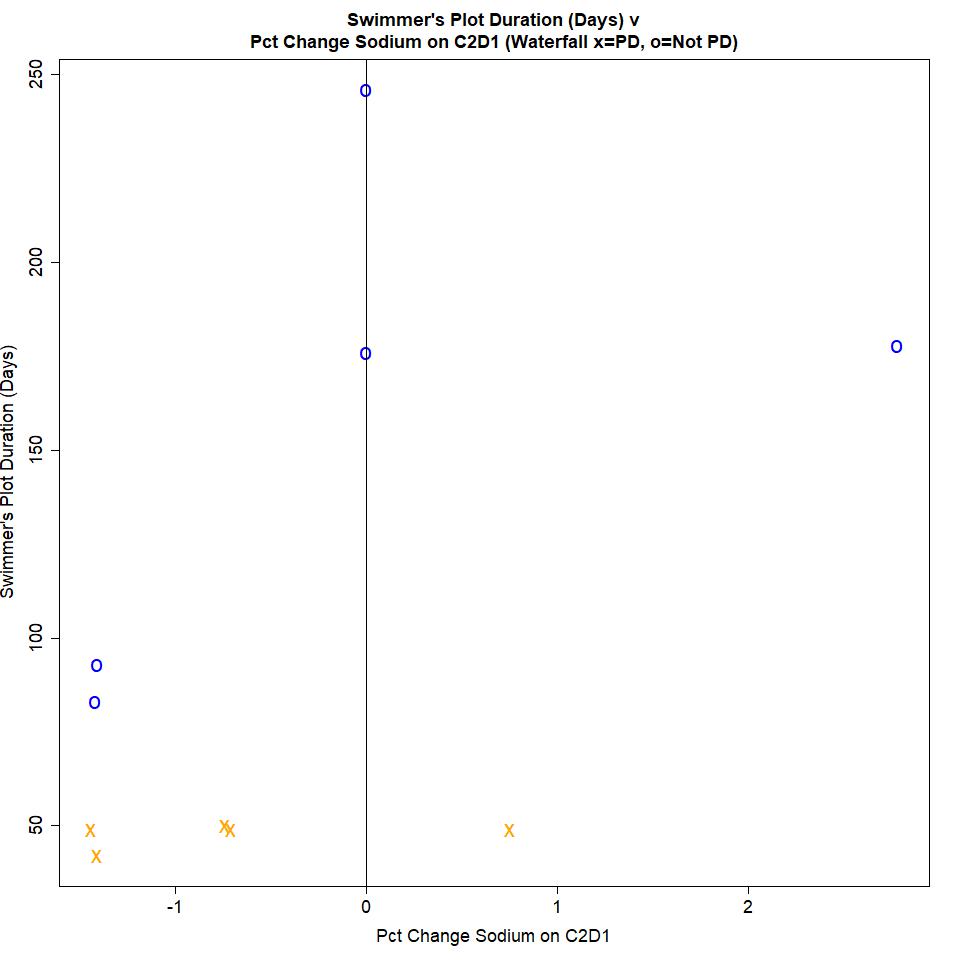 Swimmer's Plot Duration (Days) v
Pct Change Sodium on C2D1 (Waterfall x=PD, o=Not PD)
250
200
150
100
50
Swimmer's Plot Duration (Days)
O
O
O
O
O
X
X
X
X
X
-1
0
1
2
Pct Change Sodium on C2D1